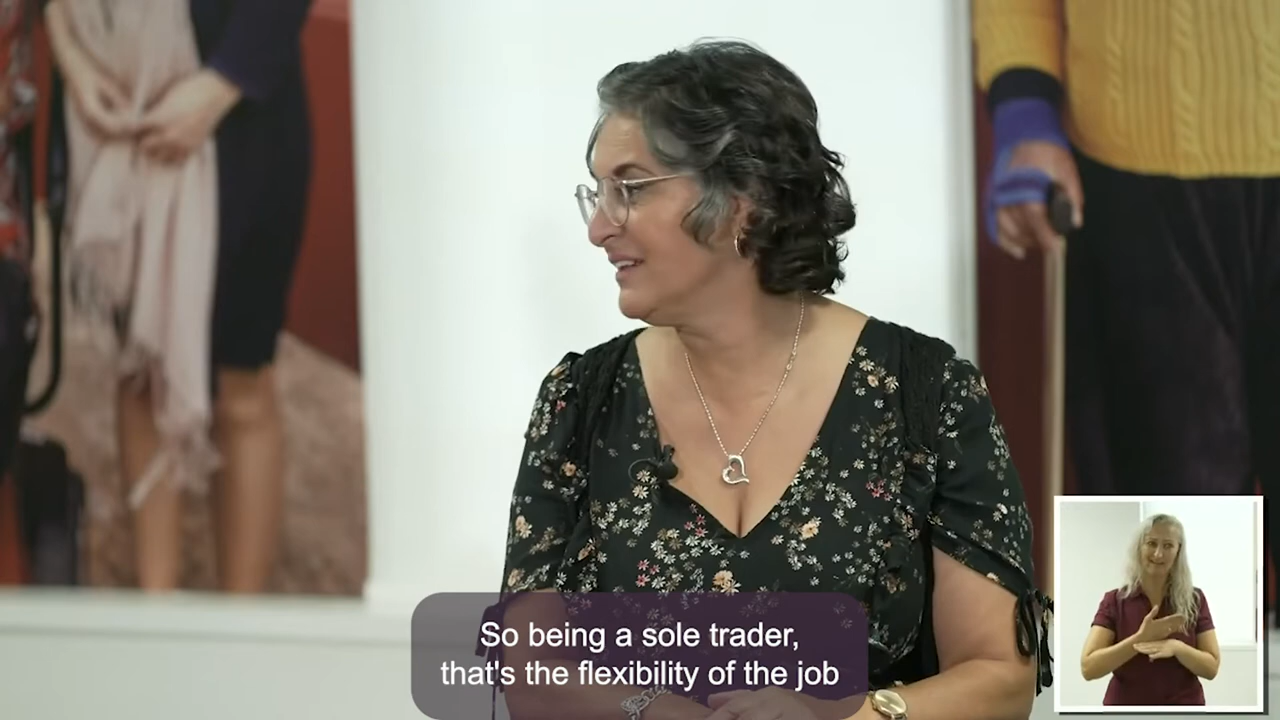 So being a sole trader,
that's the flexibility of the job